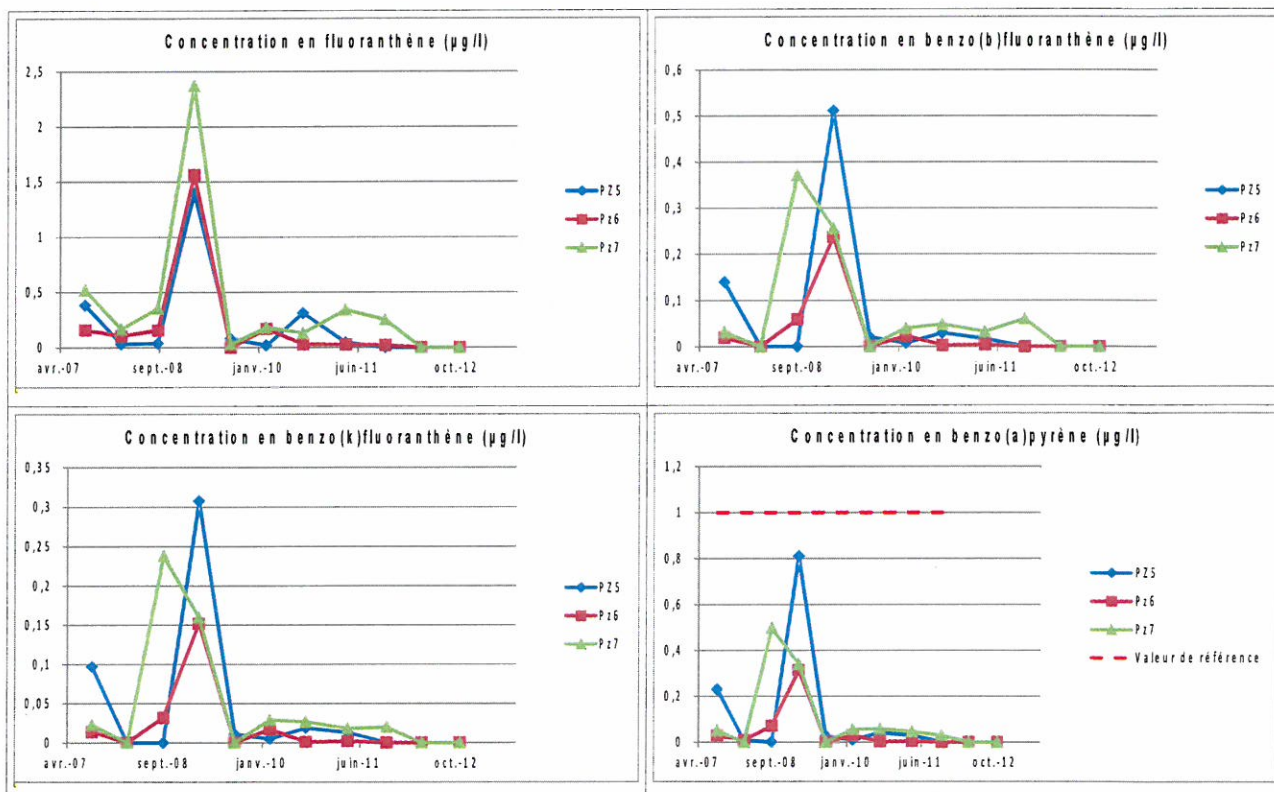 Concentration en fluoranthène (µg/l)
2,5
2
1,5
1
0,5
0
avr.-07
sept.-08
janv.-10
juin-11
oct.-12
PZ5
Pz6
Pz7
Concentration en benzo(b)fluoranthène (µg/l)
0,6
0,5
0,4
0,3
0,2
0,1
0
avr.-07
sept.-08
janv.-10
juin-11
oct.-12
PZ5
Pz6
Pz7
Concentration en benzo(k)fluoranthène (µg/l)
0,35
0,3
0,25
0,2
0,15
0,1
0,05
0
avr.-07
sept.-08
janv.-10
juin-11
oct.-12
PZ5
Pz6
Pz7
Concentration en benzo(a)pyrène (µg/l)
1,2
1
0,8
0,6
0,4
0,2
0
avr.-07
sept.-08
janv.-10
juin-11
oct.-12
PZ5
Pz6
Pz7
Valeur de référence